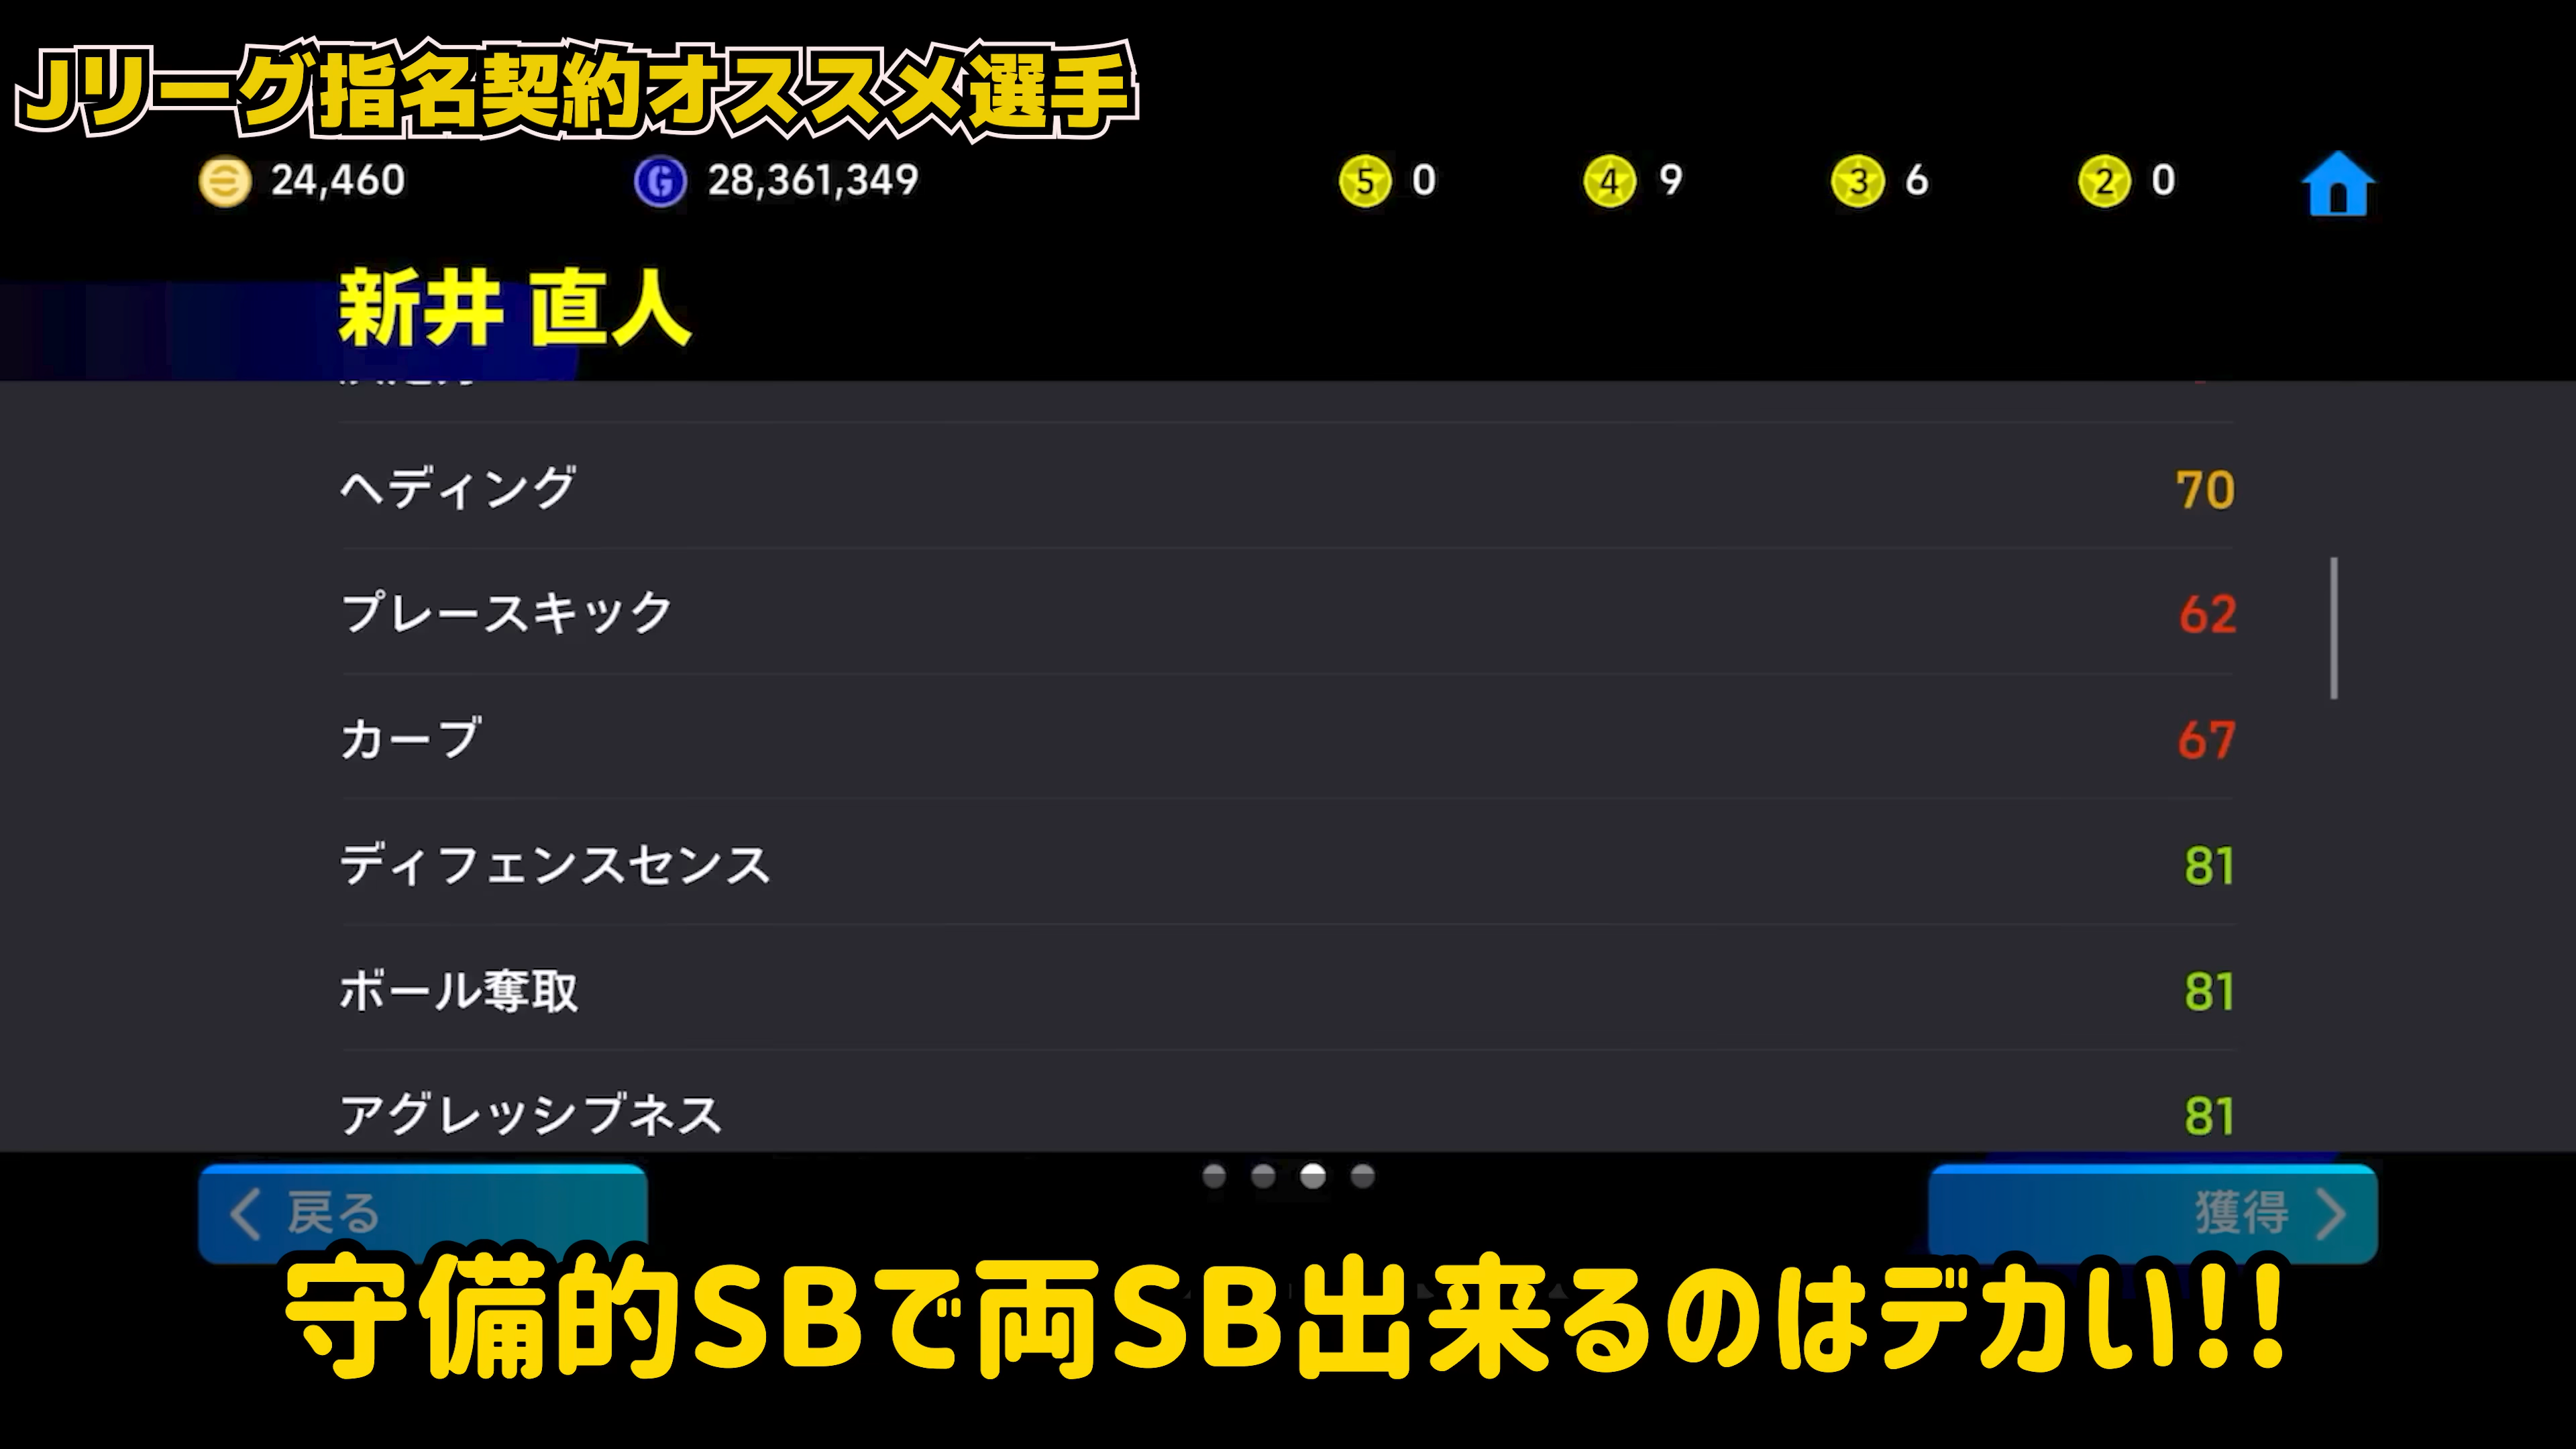 Jリーグ指名契約オススメ選手
24,460 G 28,361,349 5 0 4 9 3 6 2 0
新井 直人
ヘディング 70
プレースキック 62
カーブ 67
ディフェンスセンス 81
ボール奪取 81
アグレッシブネス 81
戻る 獲得
守備的SBで両SB出来るのはデカい!!